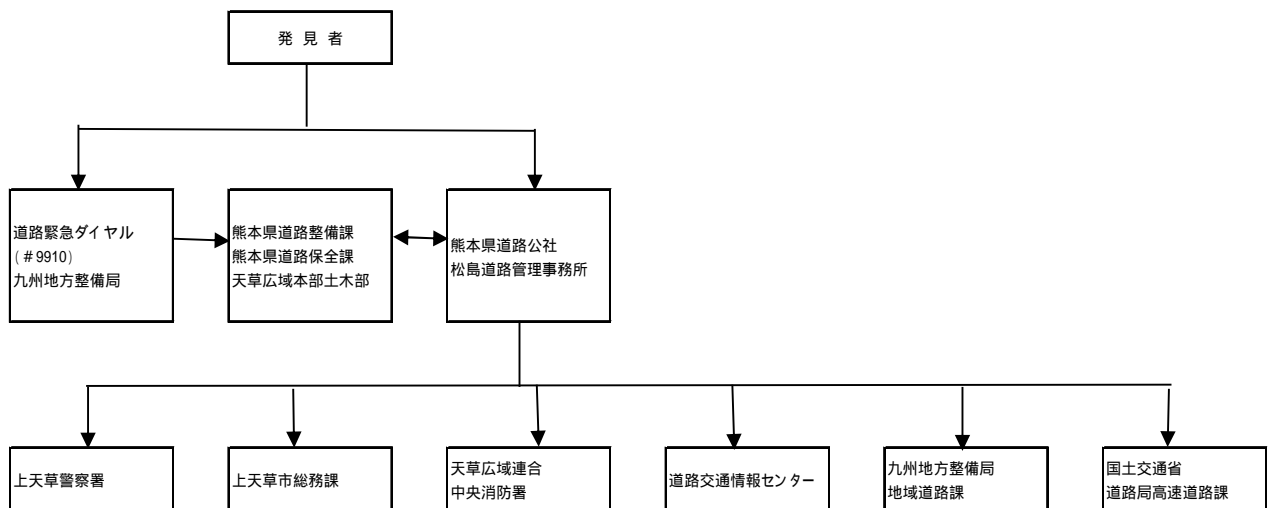 発 見 者
道路緊急ダイヤル
(＃9910)
九州地方整備局
熊本県道路整備課
熊本県道路保全課
天草広域本部土木部
熊本県道路公社
松島道路管理事務所
上天草警察署
上天草市総務課
天草広域連合
中央消防署
道路交通情報センター
九州地方整備局
地域道路課
国土交通省
道路局高速道路課